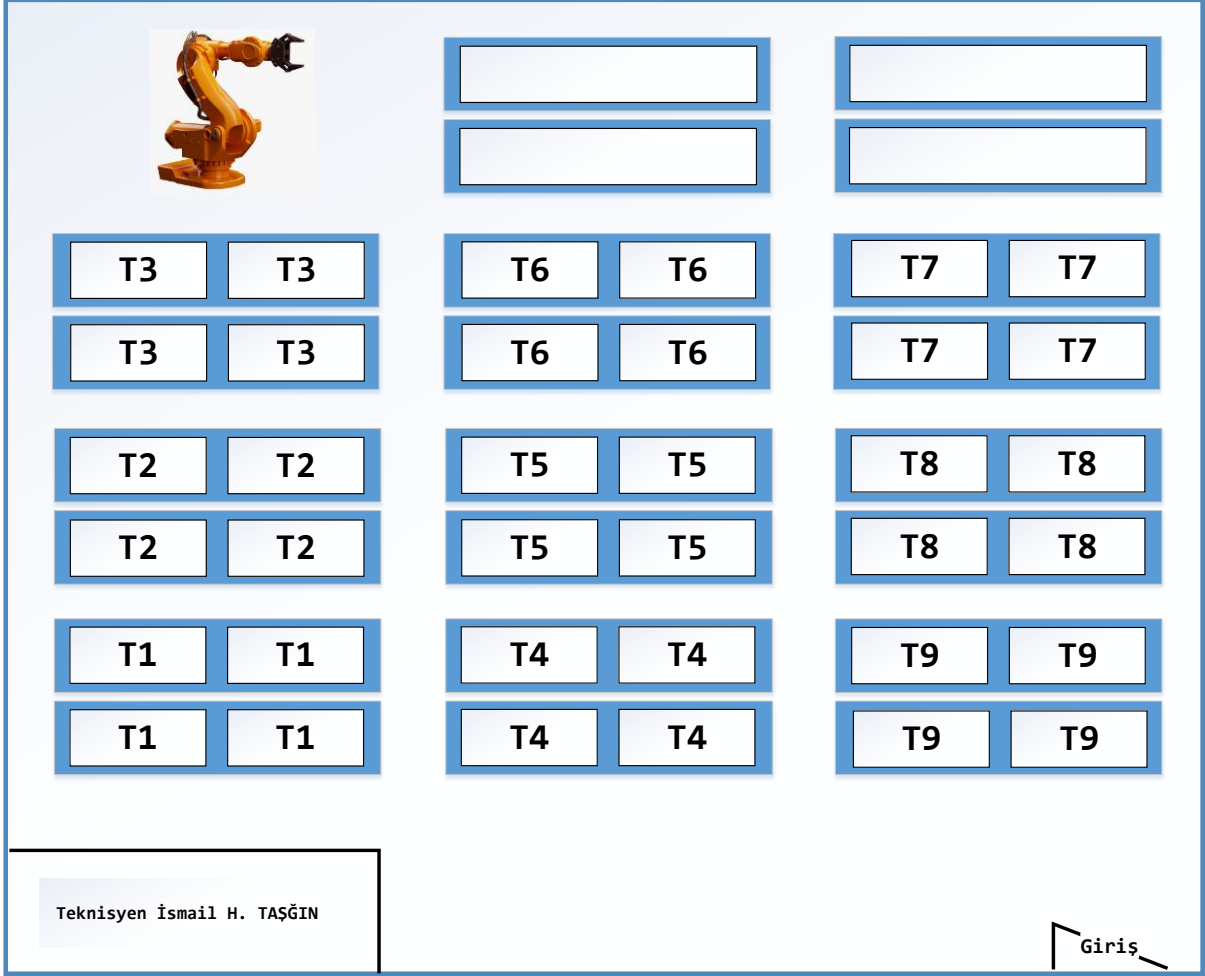 T3 T3 T6 T6 T7 T7
T3 T3 T6 T6 T7 T7
T2 T2 T5 T5 T8 T8
T2 T2 T5 T5 T8 T8
T1 T1 T4 T4 T9 T9
T1 T1 T4 T4 T9 T9
Teknisyen İsmail H. TAŞĞIN
Giriş